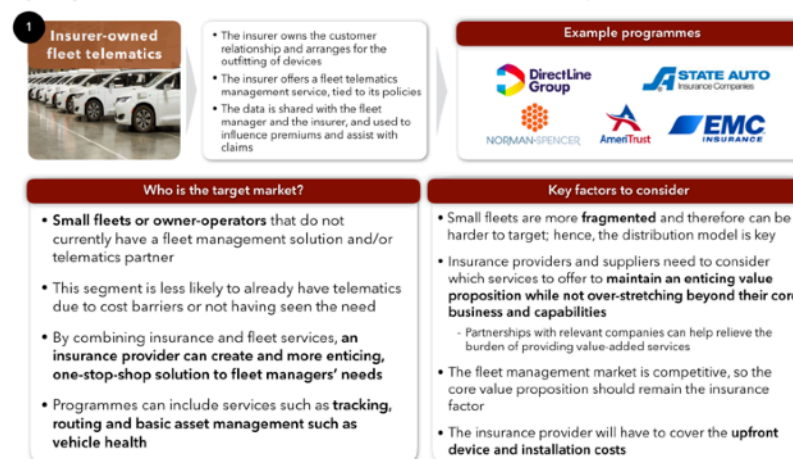 1
Insurer-owned
fleet telematics
• The insurer owns the customer
relationship and arranges for the
outfitting of devices
• The insurer offers a fleet telematics
management service, tied to its policies
• The data is shared with the fleet
manager and the insurer, and used to
influence premiums and assist with
claims
Example programmes
DirectLine
Group
STATE AUTO
Insurance Companies
NORMAN-SPENCER
AmeriTrust
EMC
INSURANCE
Who is the target market?
• Small fleets or owner-operators that do not
currently have a fleet management solution and/or
telematics partner
• This segment is less likely to already have telematics
due to cost barriers or not having seen the need
• By combining insurance and fleet services, an
insurance provider can create and more enticing,
one-stop-shop solution to fleet managers' needs
• Programmes can include services such as tracking,
routing and basic asset management such as
vehicle health
Key factors to consider
• Small fleets are more fragmented and therefore can be
harder to target; hence, the distribution model is key
• Insurance providers and suppliers need to consider
which services to offer to maintain an enticing value
proposition while not over-stretching beyond their core
business and capabilities
- Partnerships with relevant companies can help relieve the
burden of providing value-added services
• The fleet management market is competitive, so the
core value proposition should remain the insurance
factor
• The insurance provider will have to cover the upfront
device and installation costs